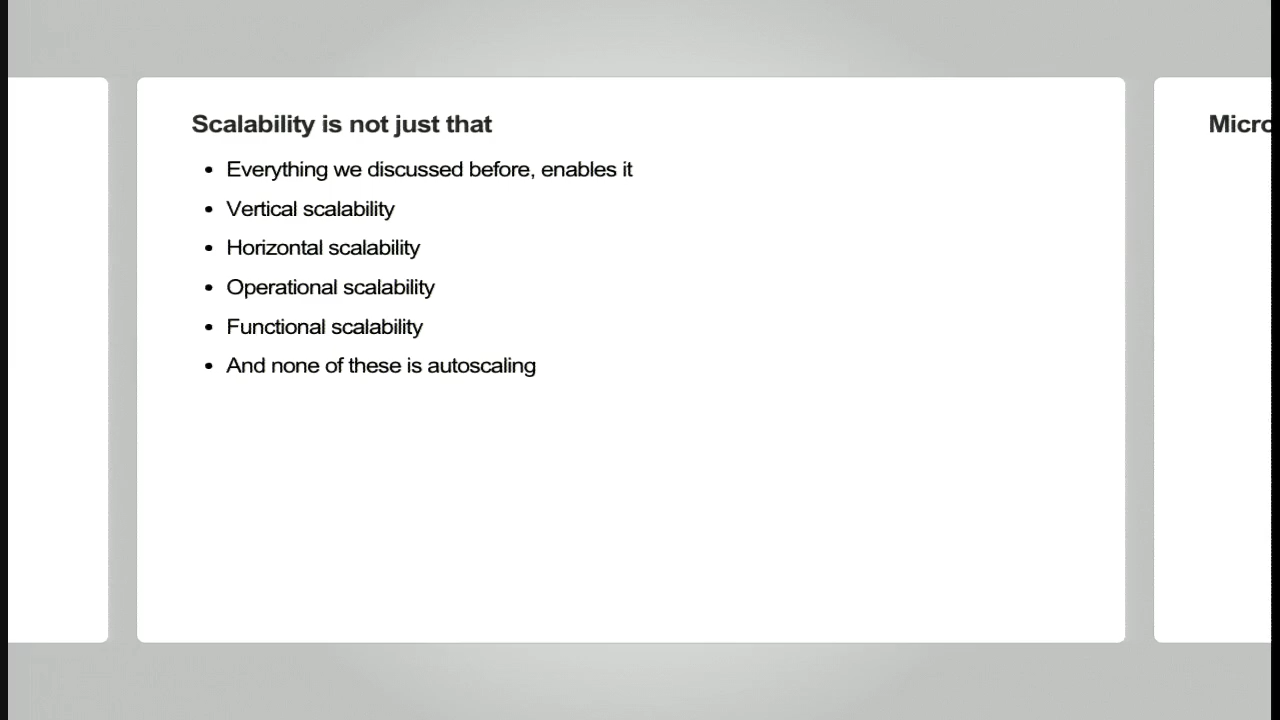 Scalability is not just that
• Everything we discussed before, enables it
• Vertical scalability
• Horizontal scalability
• Operational scalability
• Functional scalability
• And none of these is autoscaling
Micro